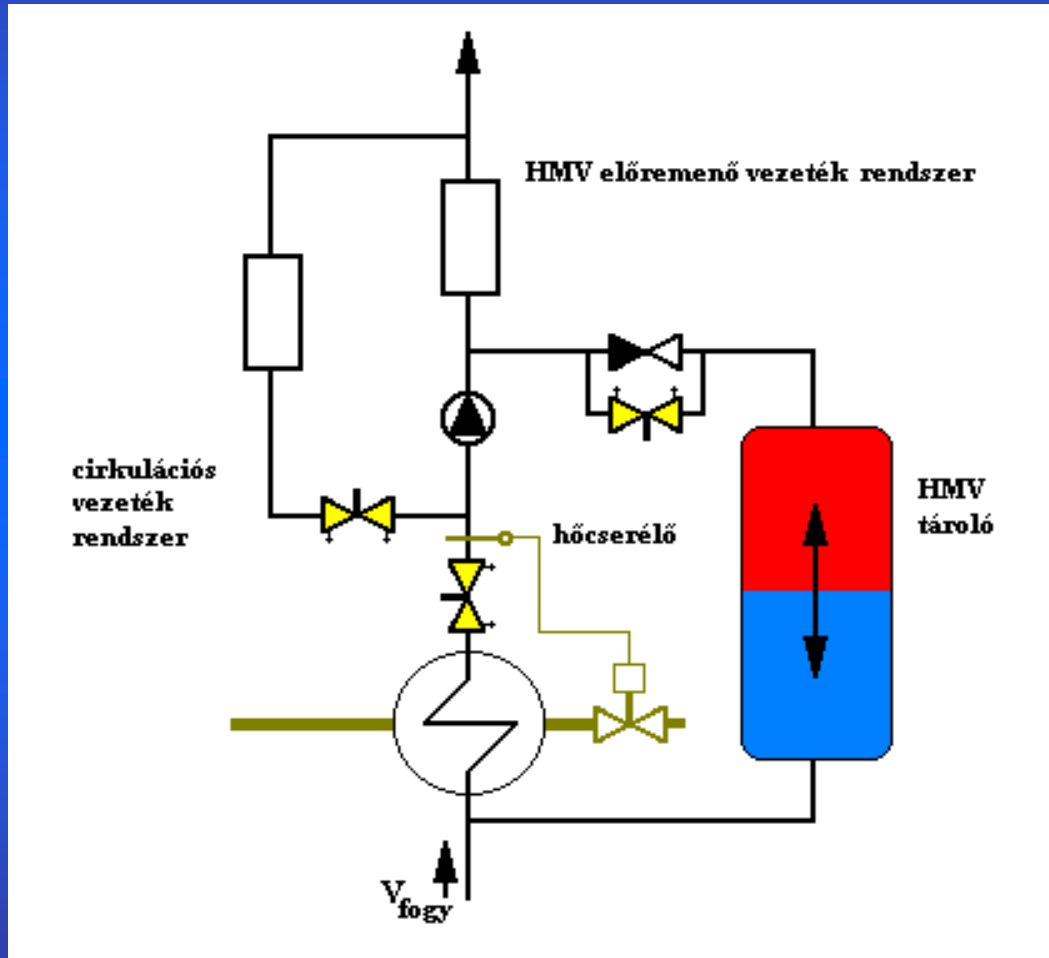 HMV előremenő vezeték rendszer
cirkulációs
vezeték
rendszer
HMV
tároló
hőcserélő
V fogy